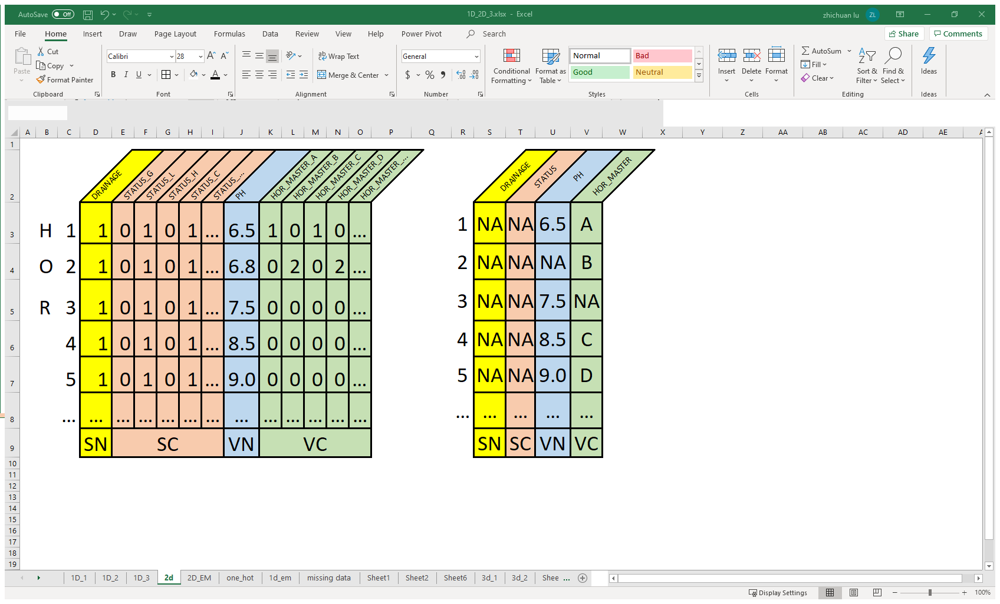 AutoSave Off 1D_2D_3.xlsx - Excel zhichuan lu ZL
File Home Insert Draw Page Layout Formulas Data Review View Help Power Pivot Search Share Comments
Paste Cut Copy Format Painter Clipboard
Calibri 28 A A B I U A Font
ab Wrap Text Merge & Center Alignment
General $ % Number
Conditional Formatting Format as Table Normal Bad Good Neutral Styles
Insert Delete Format Cells
AutoSum Fill Clear Sort & Filter Find & Select Editing
Ideas Ideas
A B C D E F G H I J K L M N O P Q R S T U V W X Y Z AA AB AC AD AE
1
2 DRAINAGE STATUS_G STATUS_L STATUS_H STATUS_C STATUS_... PH HOR_MASTER_A HOR_MASTER_B HOR_MASTER_C HOR_MASTER_D HOR_MASTER_... DRAINAGE STATUS PH HOR_MASTER
3 H 1 1 0 1 0 1 ... 6.5 1 0 1 0 ... 1 NA NA 6.5 A
4 O 2 1 0 1 0 1 ... 6.8 0 2 0 2 ... 2 NA NA NA B
5 R 3 1 0 1 0 1 ... 7.5 0 0 0 0 ... 3 NA NA 7.5 NA
6 4 1 0 1 0 1 ... 8.5 0 0 0 0 ... 4 NA NA 8.5 C
7 5 1 0 1 0 1 ... 9.0 0 0 0 0 ... 5 NA NA 9.0 D
8 ... ... ... ... ... ... ... ... ... ... ... ... ... ... ... ... ... ...
9 SN SC VN VC SN SC VN VC
10
11
12
13
14
15
16
17
18
19
1D_1 1D_2 1D_3 2d 2D_EM one_hot 1d_em missing data Sheet1 Sheet2 Sheet6 3d_1 3d_2 Shee ...
Display Settings 100%